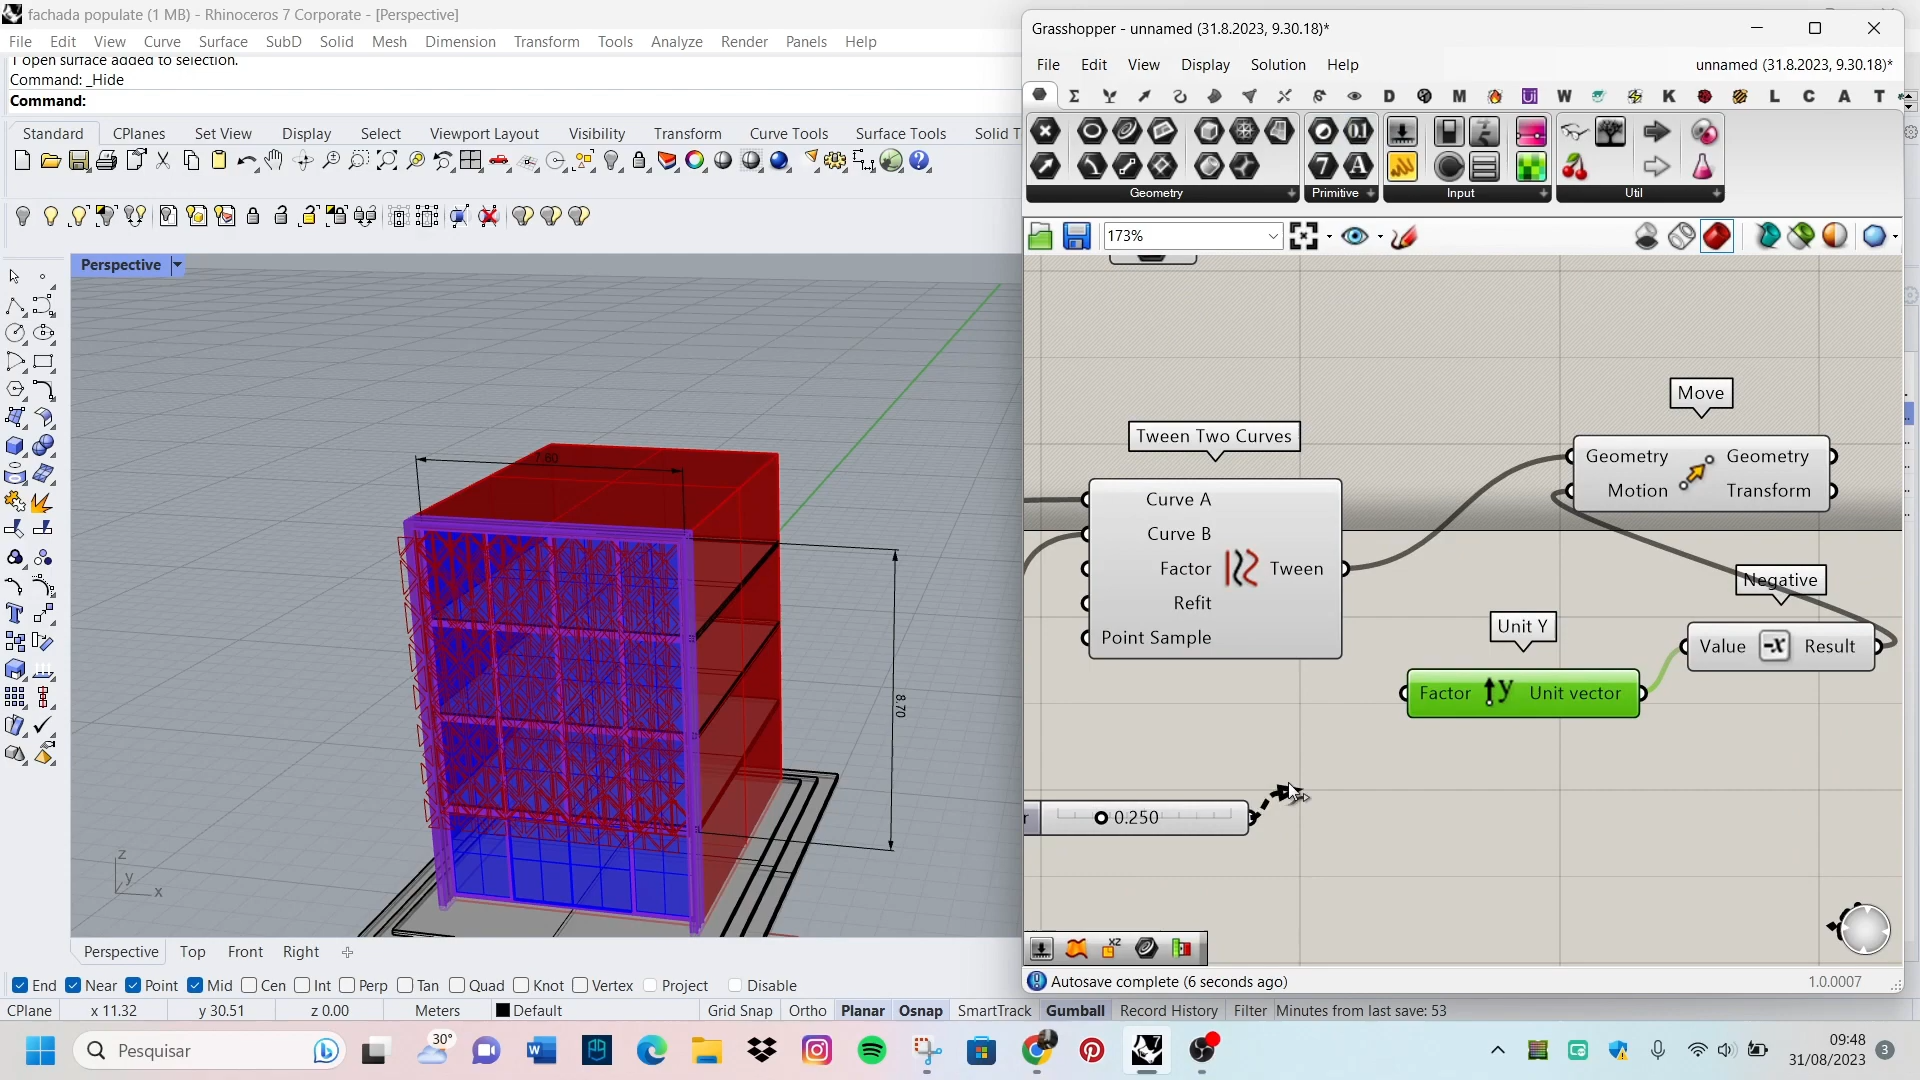 fachada populate (1 MB) - Rhinoceros 7 Corporate - [Perspective]
File Edit View Curve Surface SubD Solid Mesh Dimension Transform Tools Analyze Render Panels Help
1 open surface added to selection.
Command: _Hide
Command:
Standard CPlanes Set View Display Select Viewport Layout Visibility Transform Curve Tools Surface Tools Solid T
Perspective
7.80
8.70
z
y
x
z
y
x
Perspective Top Front Right
End Near Point Mid Cen Int Perp Tan Quad Knot Vertex Project Disable
CPlane x 11.32 y 30.51 z 0.00 Meters Default Grid Snap Ortho Planar Osnap SmartTrack Gumball Record History Filter Minutes from last save: 53
Grasshopper - unnamed (31.8.2023, 9.30.18)*
File Edit View Display Solution Help
unnamed (31.8.2023, 9.30.18)*
Geometry Primitive Input Util
173%
Move
Geometry Geometry
Motion Transform
Tween Two Curves
Curve A
Curve B
Factor Tween
Refit
Point Sample
Negative
Value -x Result
Unit Y
Factor y Unit vector
r 0.250
Autosave complete (6 seconds ago)
1.0.0007
Pesquisar
30°
09:48
31/08/2023
3